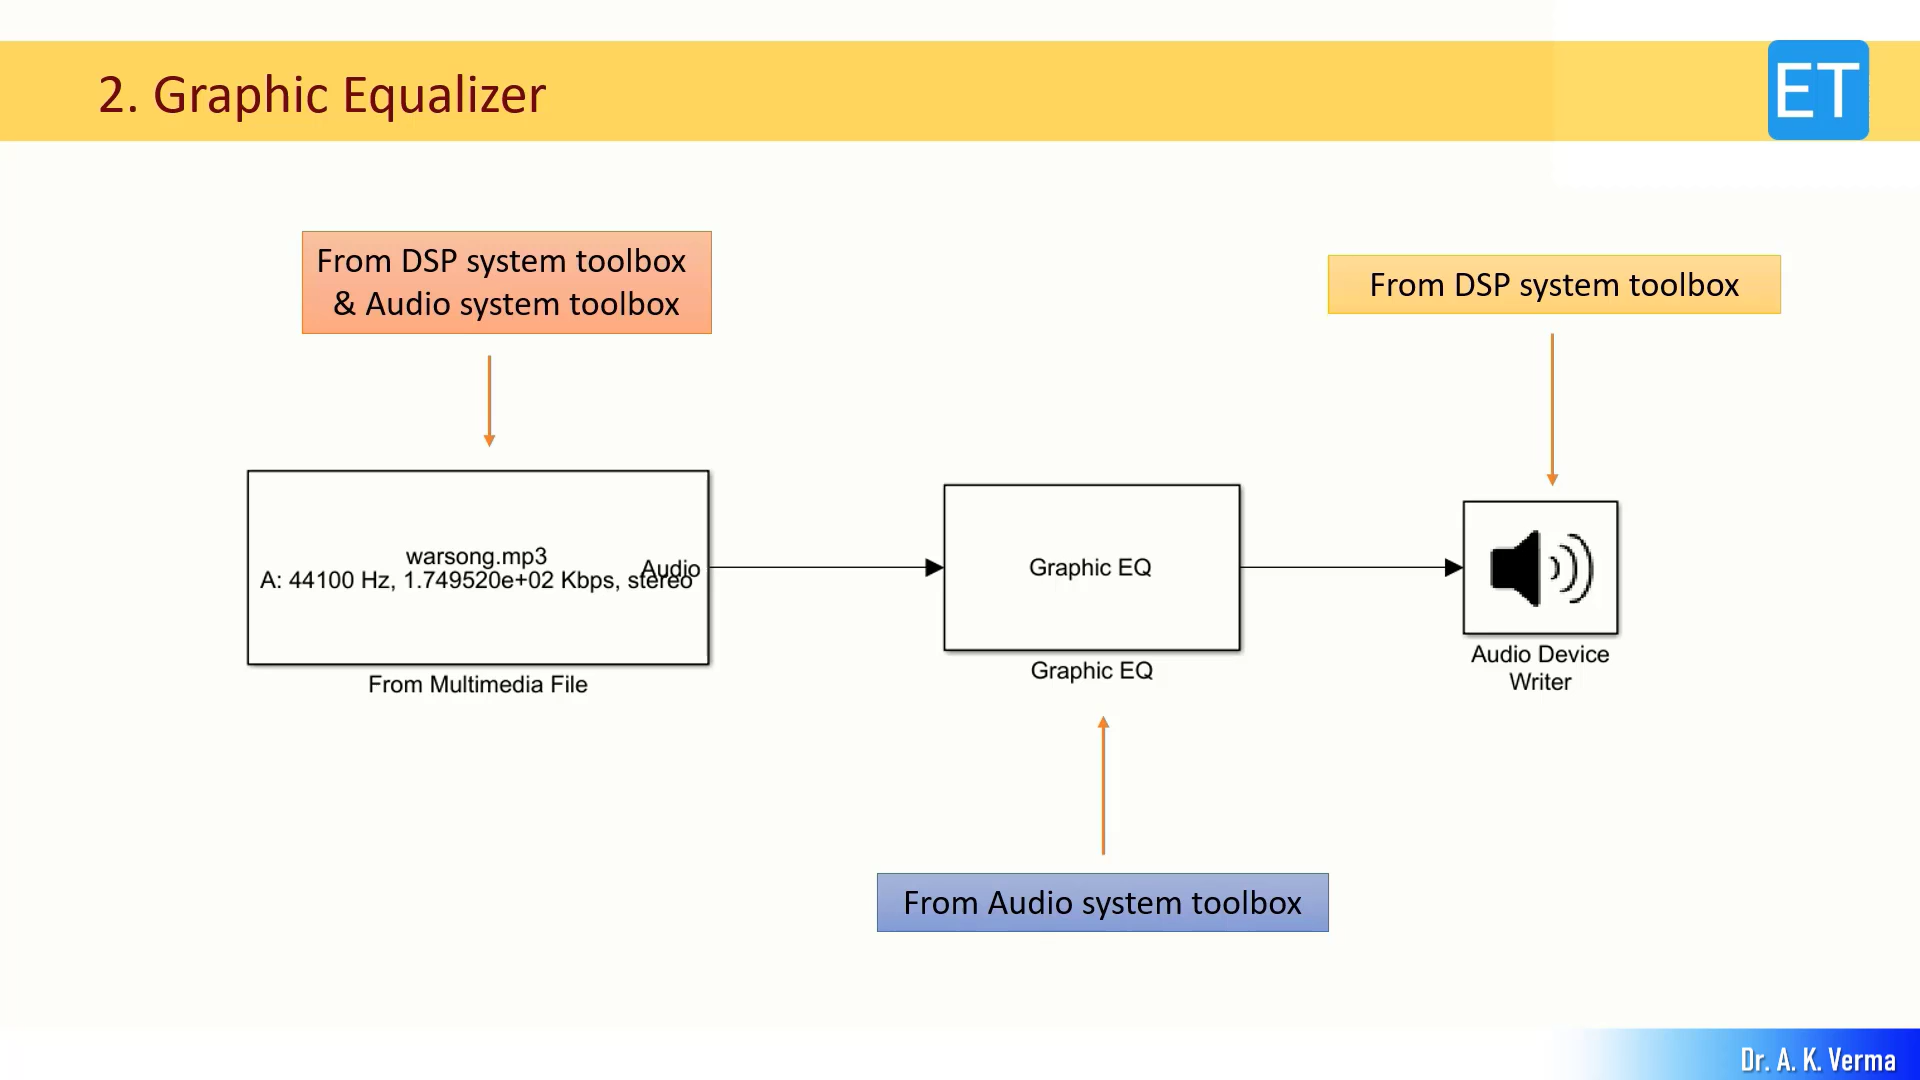 2. Graphic Equalizer
ET
From DSP system toolbox
& Audio system toolbox
From DSP system toolbox
warsong.mp3
A: 44100 Hz, 1.749520e+02 Kbps, stereo
Audio
From Multimedia File
Graphic EQ
Graphic EQ
Audio Device
Writer
From Audio system toolbox
Dr. A. K. Verma